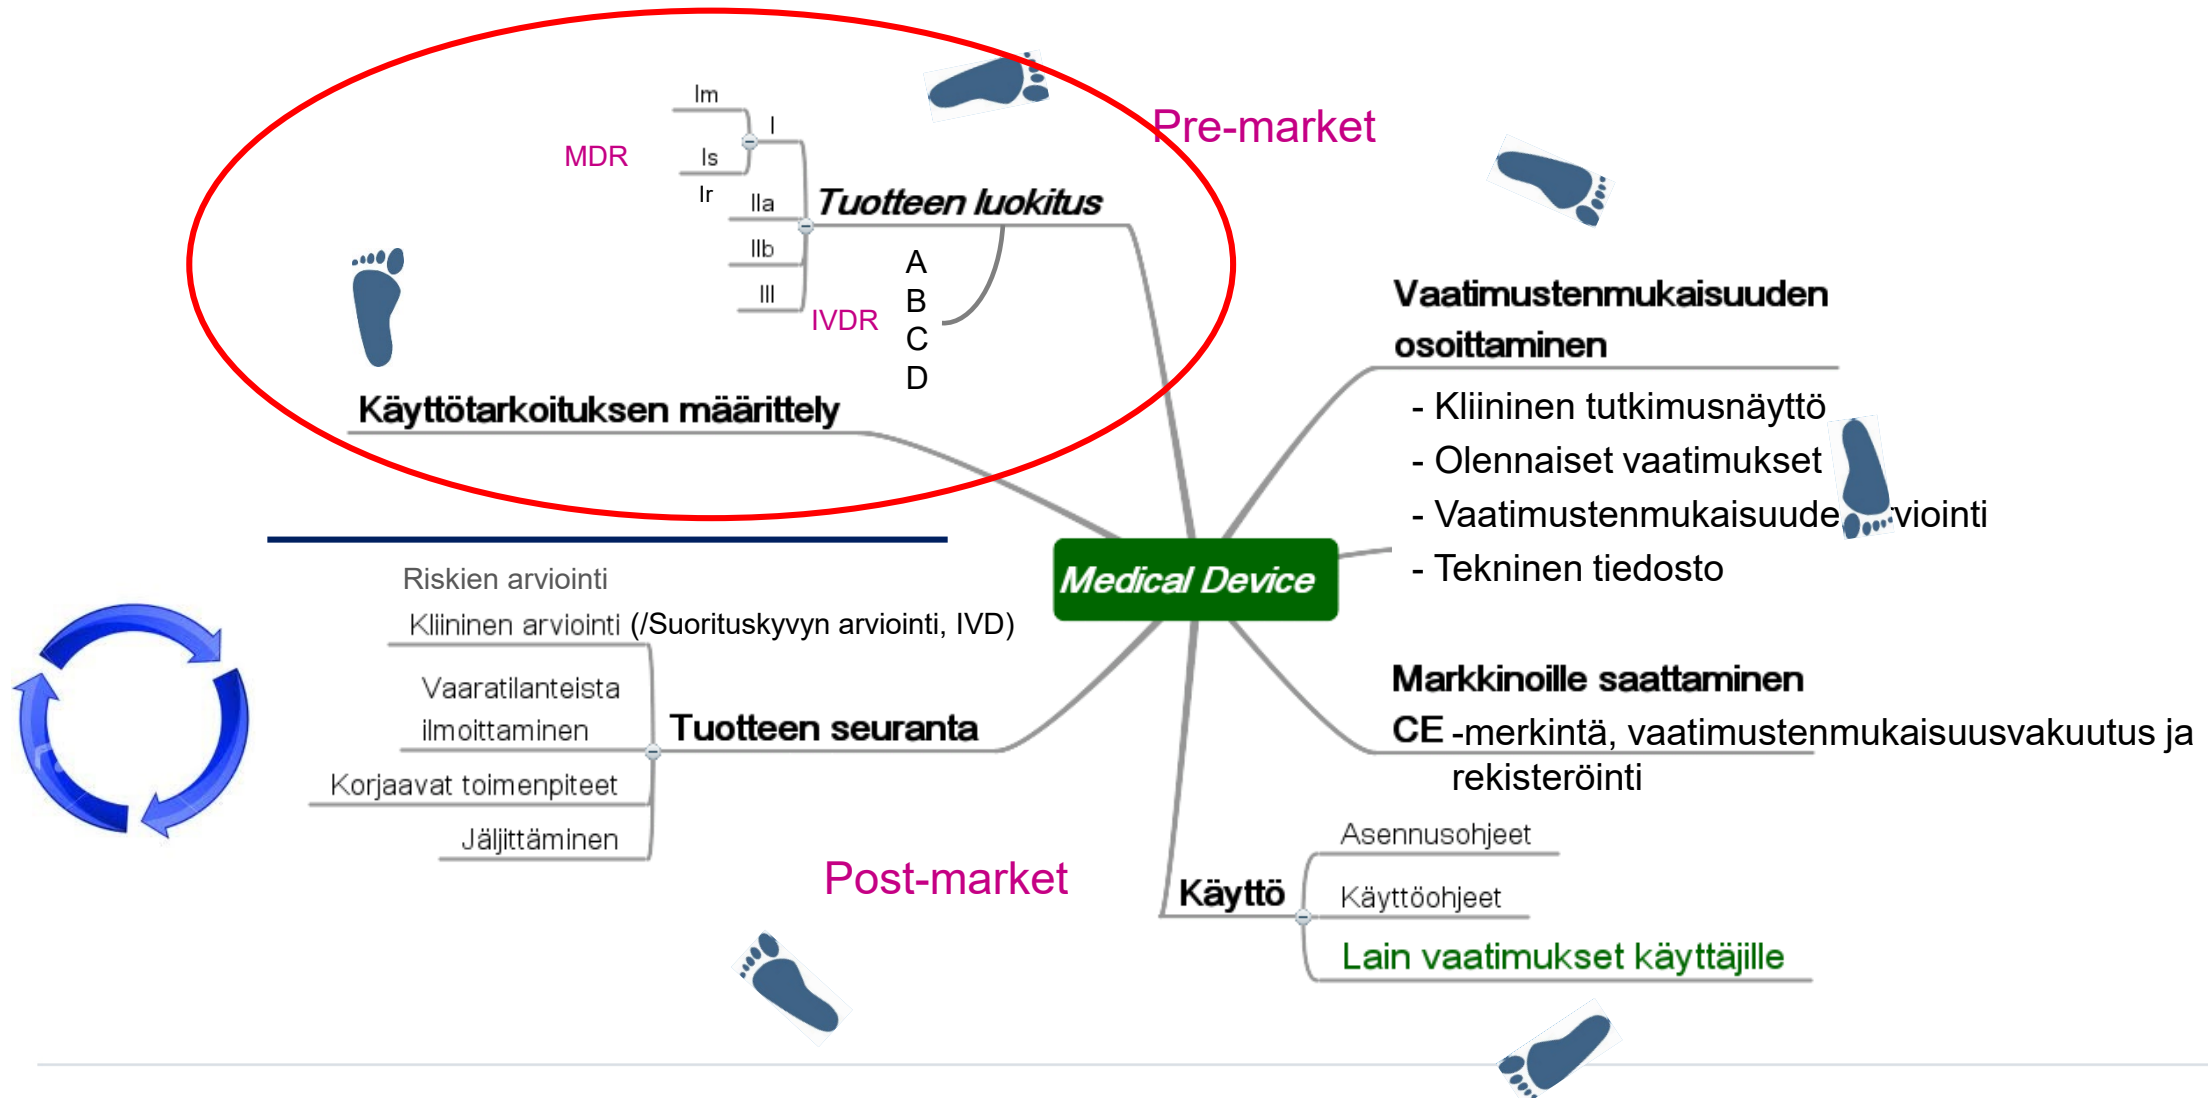 Pre-market
Im
I
MDR
Is
Ir
IIa
Tuotteen luokitus
IIb
III
IVDR
A
B
C
D
Käyttötarkoituksen määrittely
Vaatimustenmukaisuuden
osoittaminen
- Kliininen tutkimusnäyttö
- Olennaiset vaatimukset
- Vaatimustenmukaisuude viointi
- Tekninen tiedosto
Medical Device
Riskien arviointi
Kliininen arviointi (/Suorituskyvyn arviointi, IVD)
Vaaratilanteista
ilmoittaminen
Tuotteen seuranta
Korjaavat toimenpiteet
Jäljittäminen
Markkinoille saattaminen
CE -merkintä, vaatimustenmukaisuusvakuutus ja
rekisteröinti
Post-market
Käyttö
Asennusohjeet
Käyttöohjeet
Lain vaatimukset käyttäjille